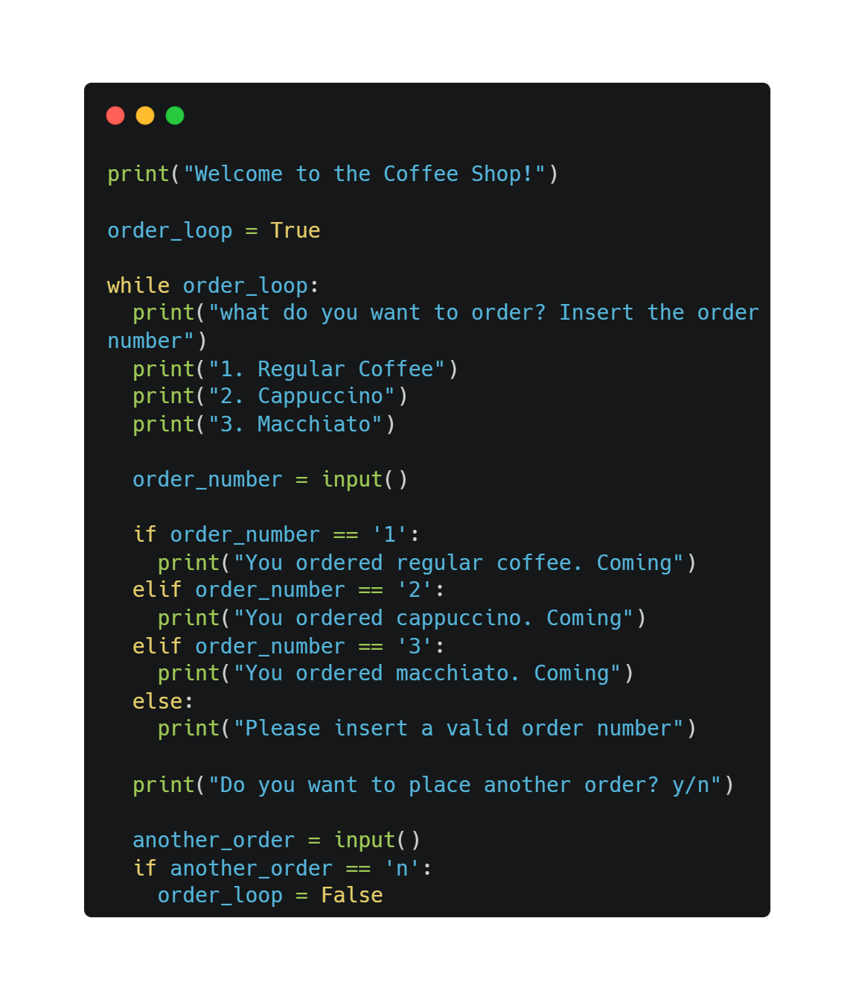 print("Welcome to the Coffee Shop!")

order_loop = True

while order_loop:
  print("what do you want to order? Insert the order
number")
  print("1. Regular Coffee")
  print("2. Cappuccino")
  print("3. Macchiato")

  order_number = input()

  if order_number == '1':
    print("You ordered regular coffee. Coming")
  elif order_number == '2':
    print("You ordered cappuccino. Coming")
  elif order_number == '3':
    print("You ordered macchiato. Coming")
  else:
    print("Please insert a valid order number")

  print("Do you want to place another order? y/n")

  another_order = input()
  if another_order == 'n':
    order_loop = False